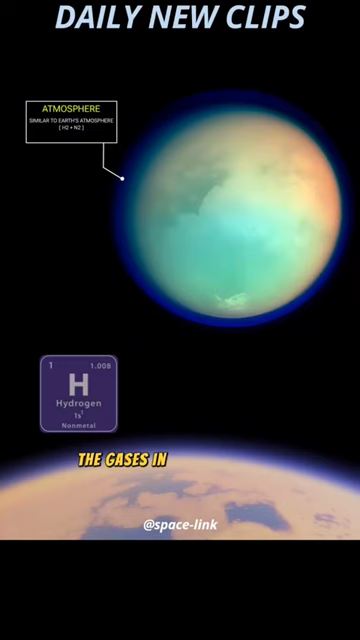 DAILY NEW CLIPS
ATMOSPHERE
SIMILAR TO EARTH'S ATMOSPHERE
[ H2 + N2 ]
1 1.008
H
Hydrogen
1s¹
Nonmetal
THE GASES IN
@space-link